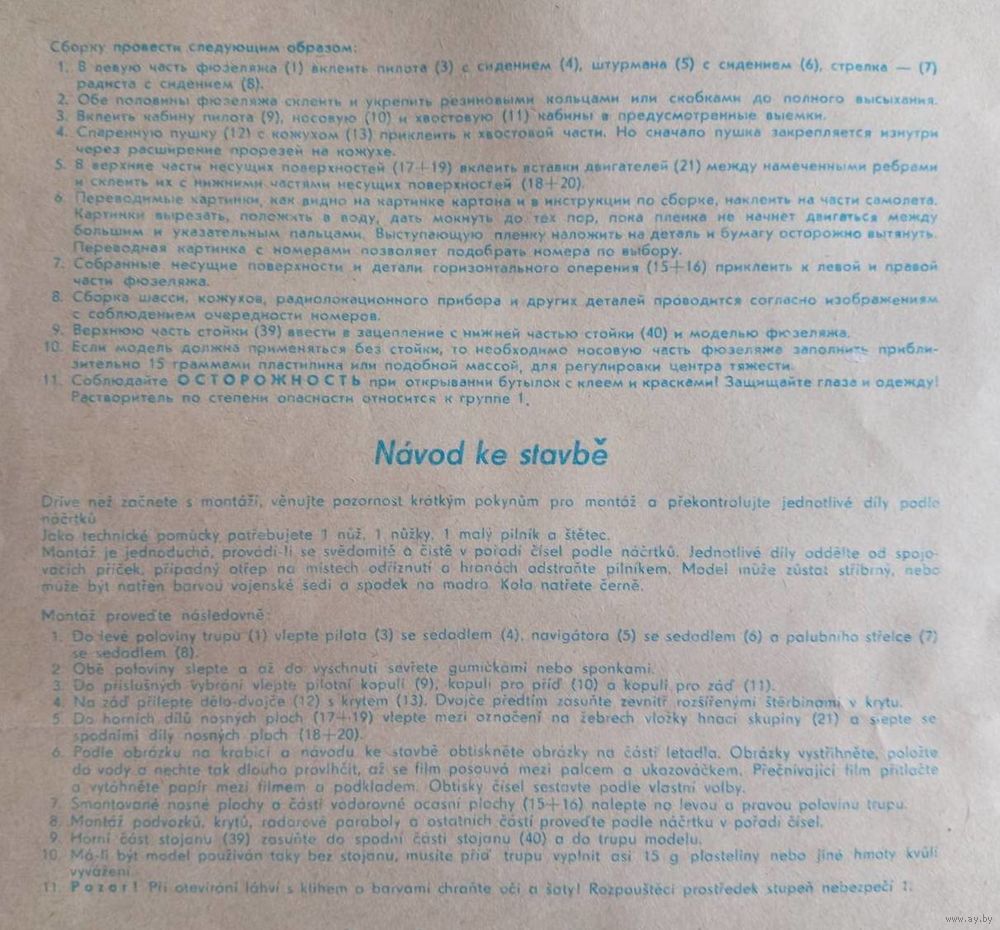 Сборку провести следующим образом:
1. В левую часть фюзеляжа (1) вклеить пилота (3) с сидением (4), штурмана (5) с сидением (6), стрелка — (7)
радиста с сидением (8).
2. Обе половины фюзеляжа склеить и укрепить резиновыми кольцами или скобками до полного высыхания.
3. Вклеить кабину пилота (9), носовую (10) и хвостовую (11) кабины в предусмотренные выемки.
4. Спаренную пушку (12) с кожухом (13) приклеить к хвостовой части. Но сначало пушка закрепляется изнутри
через расширение прорезей на кожухе.
5. В верхние части несущих поверхностей (17+19) вклеить вставки двигателей (21) между намеченными ребрами
и склеить их с нижними частями несущих поверхностей (18+20).
6. Переводимые картинки, как видно на картинке картона и в инструкции по сборке, наклеить на части самолета.
Картинки вырезать, положхть в воду, дать мокнуть до тех пор, пока пленка не начнет двигаться между
большим и указательным пальцами. Выступающую пленку наложить на деталь и бумагу осторожно вытянуть.
Переводная картинка с номерами позволяет подобрать номера по выбору.
7. Собранные несущие поверхности и детали горизонтального оперения (15+16) приклеить к левой и правой
части фюзеляжа.
8. Сборка шасси, кожухов, радиолокационного прибора и других деталей проводится согласно изображениям
с соблюдением очередности номеров.
9. Верхнюю часть стойки (39) ввести в зацепление с нижней частью стойки (40) и моделью фюзеляжа.
10. Если модель должна применяться без стойки, то необходимо носовую часть фюзеляжа заполнить прибли-
зительно 15 граммами пластилина или подобной массой, для регулировки центра тяжести.
11. Соблюдайте ОСТОРОЖНОСТЬ при открывании бутылок с клеем и красками! Защищайте глаза и одежду!
Растворитель по степени опасности относится к группе 1.
Návod ke stavbě
Dříve než začnete s montáží, věnujte pozornost krátkým pokynům pro montáž a překontrolujte jednotlivé díly podle
náčrtků
Jako technické pomůcky potřebujete 1 nůž, 1 nůžky, 1 malý pilník a štětec.
Montáž je jednoduchá, provádí-li se svědomitě a čistě v pořadí čísel podle náčrtků. Jednotlivé díly oddělte od spojo-
vacích příček, případný otřep na místech odříznutí a hranách odstraňte pilníkem. Model může zůstat stříbrný, nebo
může být natřen barvou vojenské šedi a spodek na modro. Kola natřete černě.
Montáž proveďte následovně:
1. Do levé poloviny trupu (1) vlepte pilota (3) se sedadlem (4), navigátora (5) se sedadlem (6) a palubního střelce (7)
se sedadlem (8).
2 Obě poloviny slepte a až do vyschnutí sevřete gumičkami nebo sponkami.
3. Do příslušných vybrání vlepte pilotní kopuli (9), kopuli pro příď (10) a kopuli pro záď (11).
4. Na záď přilepte dělo-dvojče (12) s krytem (13). Dvojče předtím zasuňte zevnitř rozšířenými štěrbinami v krytu.
5 Do horních dílů nosných ploch (17+19) vlepte mezi označení na žebrech vložky hnací skupiny (21) a slepte se
spodními díly nosných ploch (18+20).
6. Podle obrázku na krabici a návodu ke stavbě obtiskněte obrázky na části letadla. Obrázky vystřihněte, položte
do vody a nechte tak dlouho provlhčit, až se film posouvá mezi palcem a ukazováčkem. Přečnívající film přitlačte
a vytáhněte papír mezi filmem a podkladem. Obtisky čísel sestavte podle vlastní volby.
7. Smontované nosné plochy a části vodorovné ocasní plochy (15+16) nalepte na levou a pravou polovinu trupu.
8. Montáž podvozků, krytů, radarové paraboly a ostatních částí proveďte podle náčrtku v pořadí čísel.
9. Horní část stojanu (39) zasuňte do spodní části stojanu (40) a do trupu modelu.
10. Má-li být model používán taky bez stojanu, musíte příď trupu vyplnit asi 15 g plasteliny nebo jiné hmoty kvůli
vyvážení.
11. Pozor! Při otevírání láhví s klihem a barvami chraňte oči a šaty! Rozpouštěcí prostředek stupeň nebezpečí 1.
www.ay.by